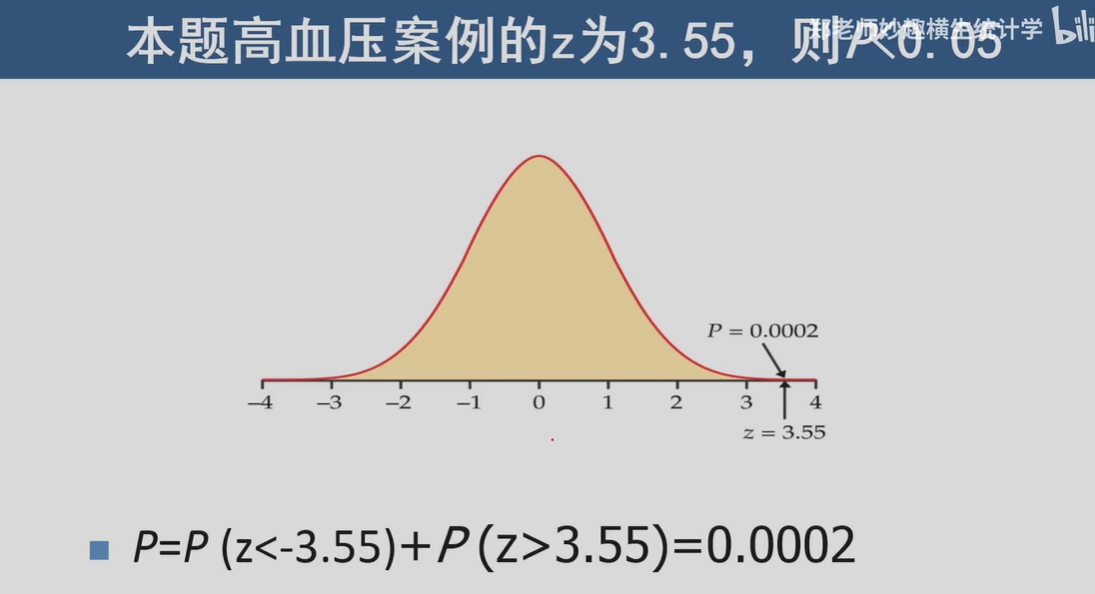 本题高血压案例的z为3.55，则P<0.05
郑老师妙趣横生统计学
bili
P = 0.0002
−4 −3 −2 −1 0 1 2 3 4
z = 3.55
P=P (z<-3.55)+P(z>3.55)=0.0002